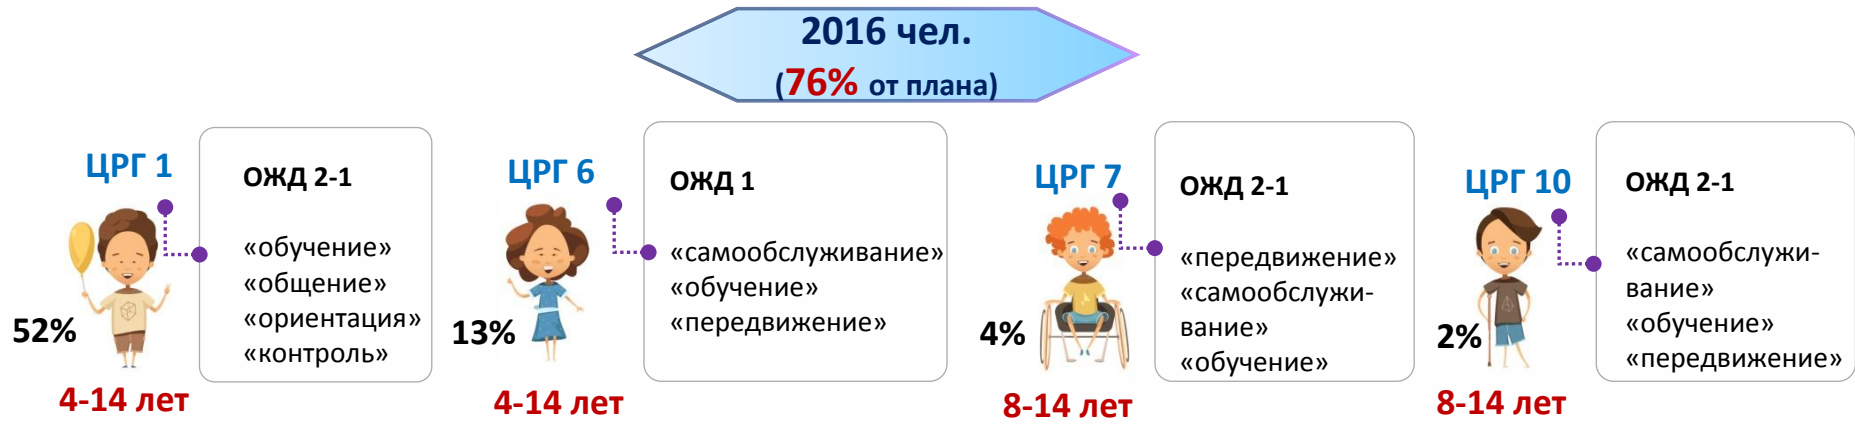 2016 чел.
(76% от плана)
ЦРГ 1
ОЖД 2-1
«обучение»
«общение»
«ориентация»
«контроль»
52%
4-14 лет
ЦРГ 6
ОЖД 1
«самообслуживание»
«обучение»
«передвижение»
13%
4-14 лет
ЦРГ 7
ОЖД 2-1
«передвижение»
«самообслужи-
вание»
«обучение»
4%
8-14 лет
ЦРГ 10
ОЖД 2-1
«самообслужи-
вание»
«обучение»
«передвижение»
2%
8-14 лет